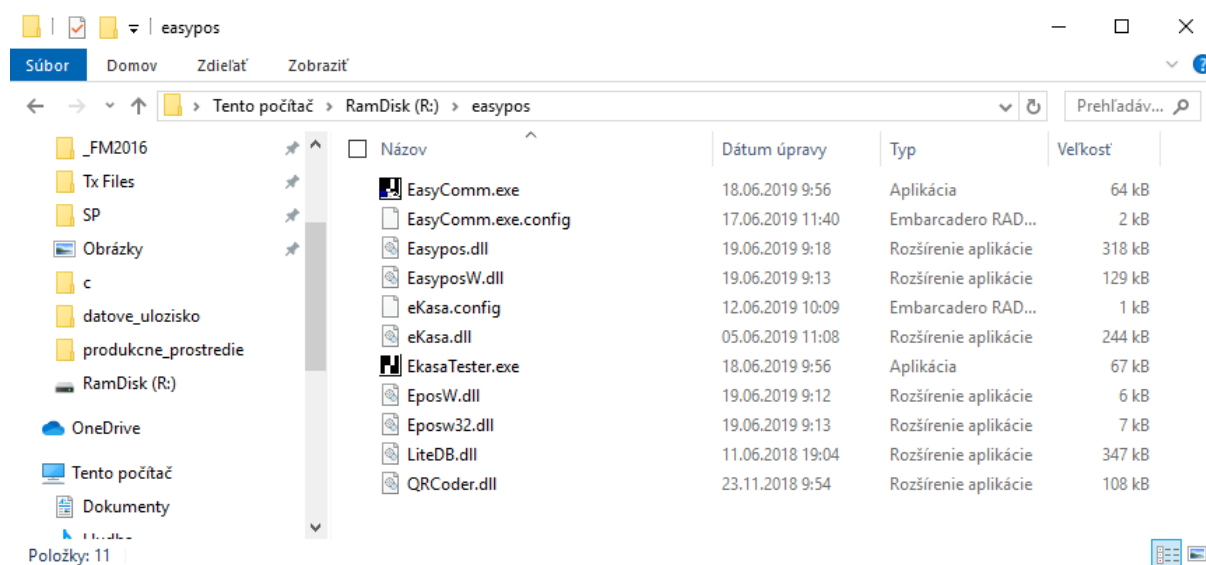 easypos
Súbor Domov Zdieľať Zobraziť
Tento počítač RamDisk (R:) easypos Prehľadáv...
_FM2016
Tx Files
SP
Obrázky
c
datove_ulozisko
produkcne_prostredie
RamDisk (R:)
OneDrive
Tento počítač
Dokumenty
Názov Dátum úpravy Typ Veľkosť
EasyComm.exe 18.06.2019 9:56 Aplikácia 64 kB
EasyComm.exe.config 17.06.2019 11:40 Embarcadero RAD... 2 kB
Easypos.dll 19.06.2019 9:18 Rozšírenie aplikácie 318 kB
EasyposW.dll 19.06.2019 9:13 Rozšírenie aplikácie 129 kB
eKasa.config 12.06.2019 10:09 Embarcadero RAD... 1 kB
eKasa.dll 05.06.2019 11:08 Rozšírenie aplikácie 244 kB
EkasaTester.exe 18.06.2019 9:56 Aplikácia 67 kB
EposW.dll 19.06.2019 9:12 Rozšírenie aplikácie 6 kB
Eposw32.dll 19.06.2019 9:13 Rozšírenie aplikácie 7 kB
LiteDB.dll 11.06.2018 19:04 Rozšírenie aplikácie 347 kB
QRCoder.dll 23.11.2018 9:54 Rozšírenie aplikácie 108 kB
Položky: 11